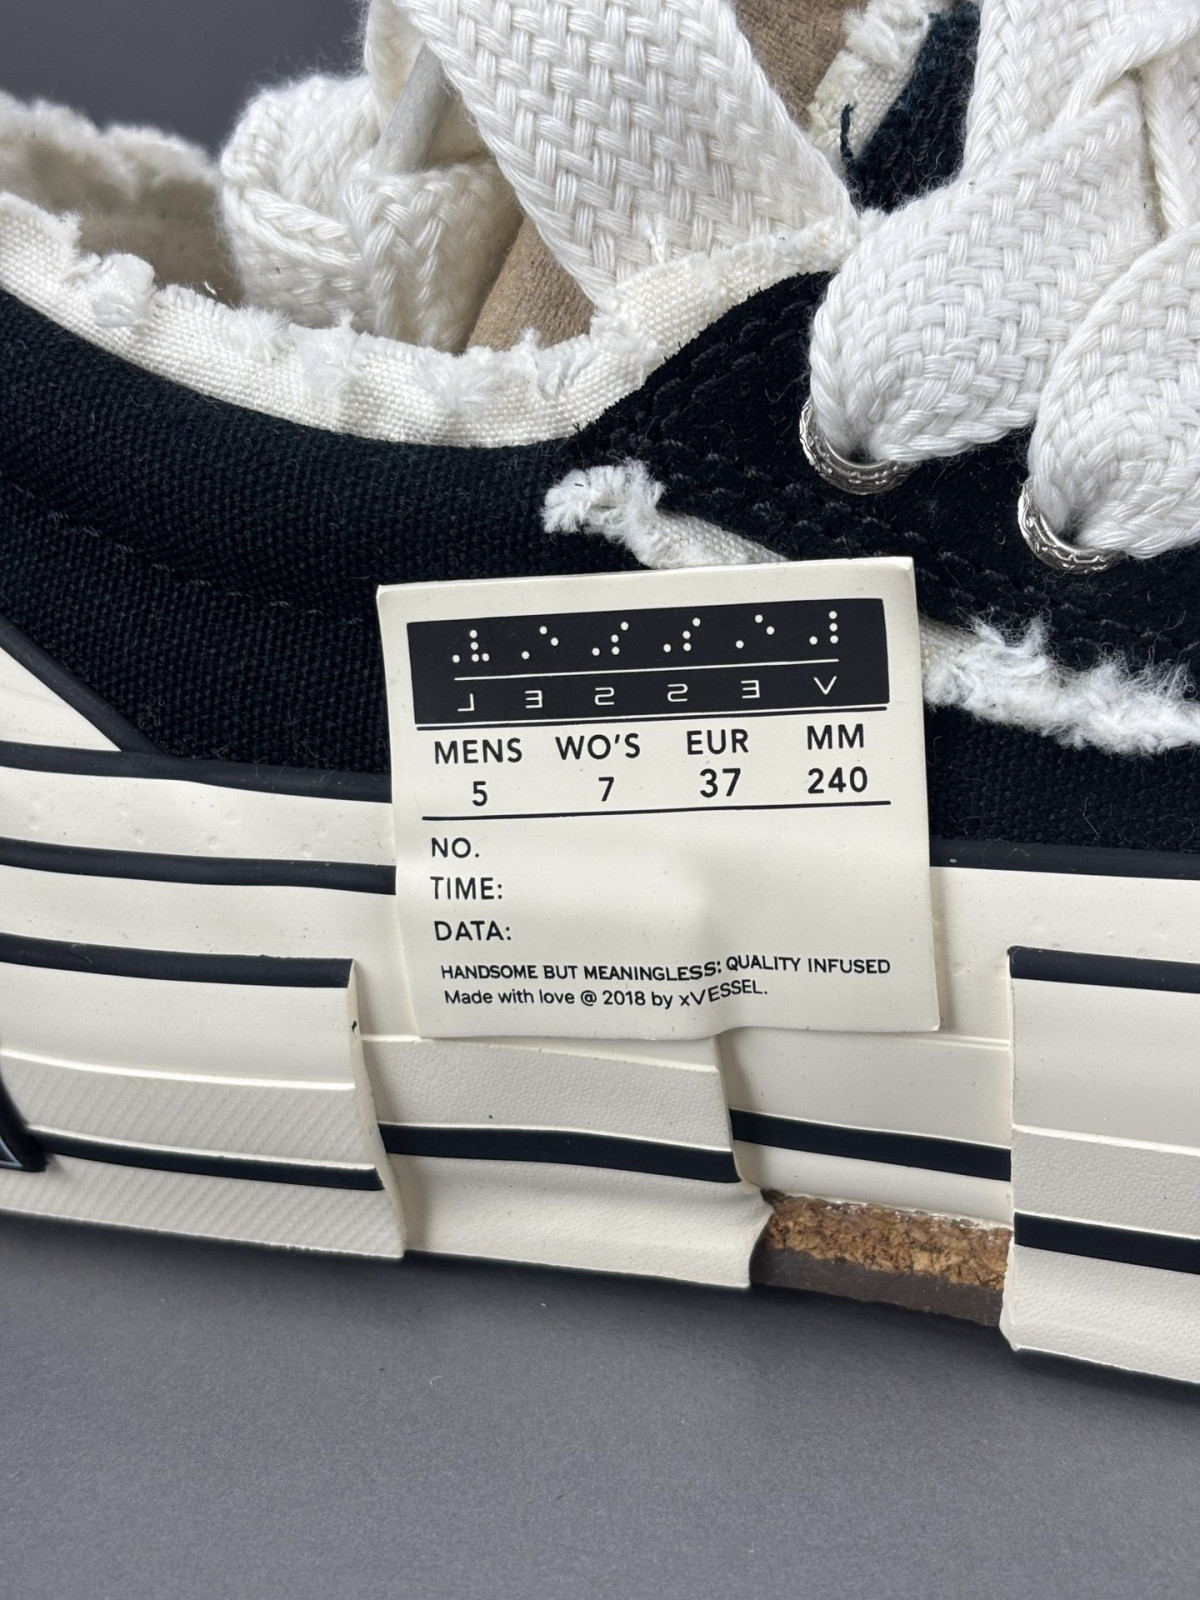 ⅃ Ǝ Ƨ Ƨ Ǝ V
MENS WO'S EUR MM
5 7 37 240
NO.
TIME:
DATA:
HANDSOME BUT MEANINGLESS: QUALITY INFUSED
Made with love @ 2018 by xVESSEL.